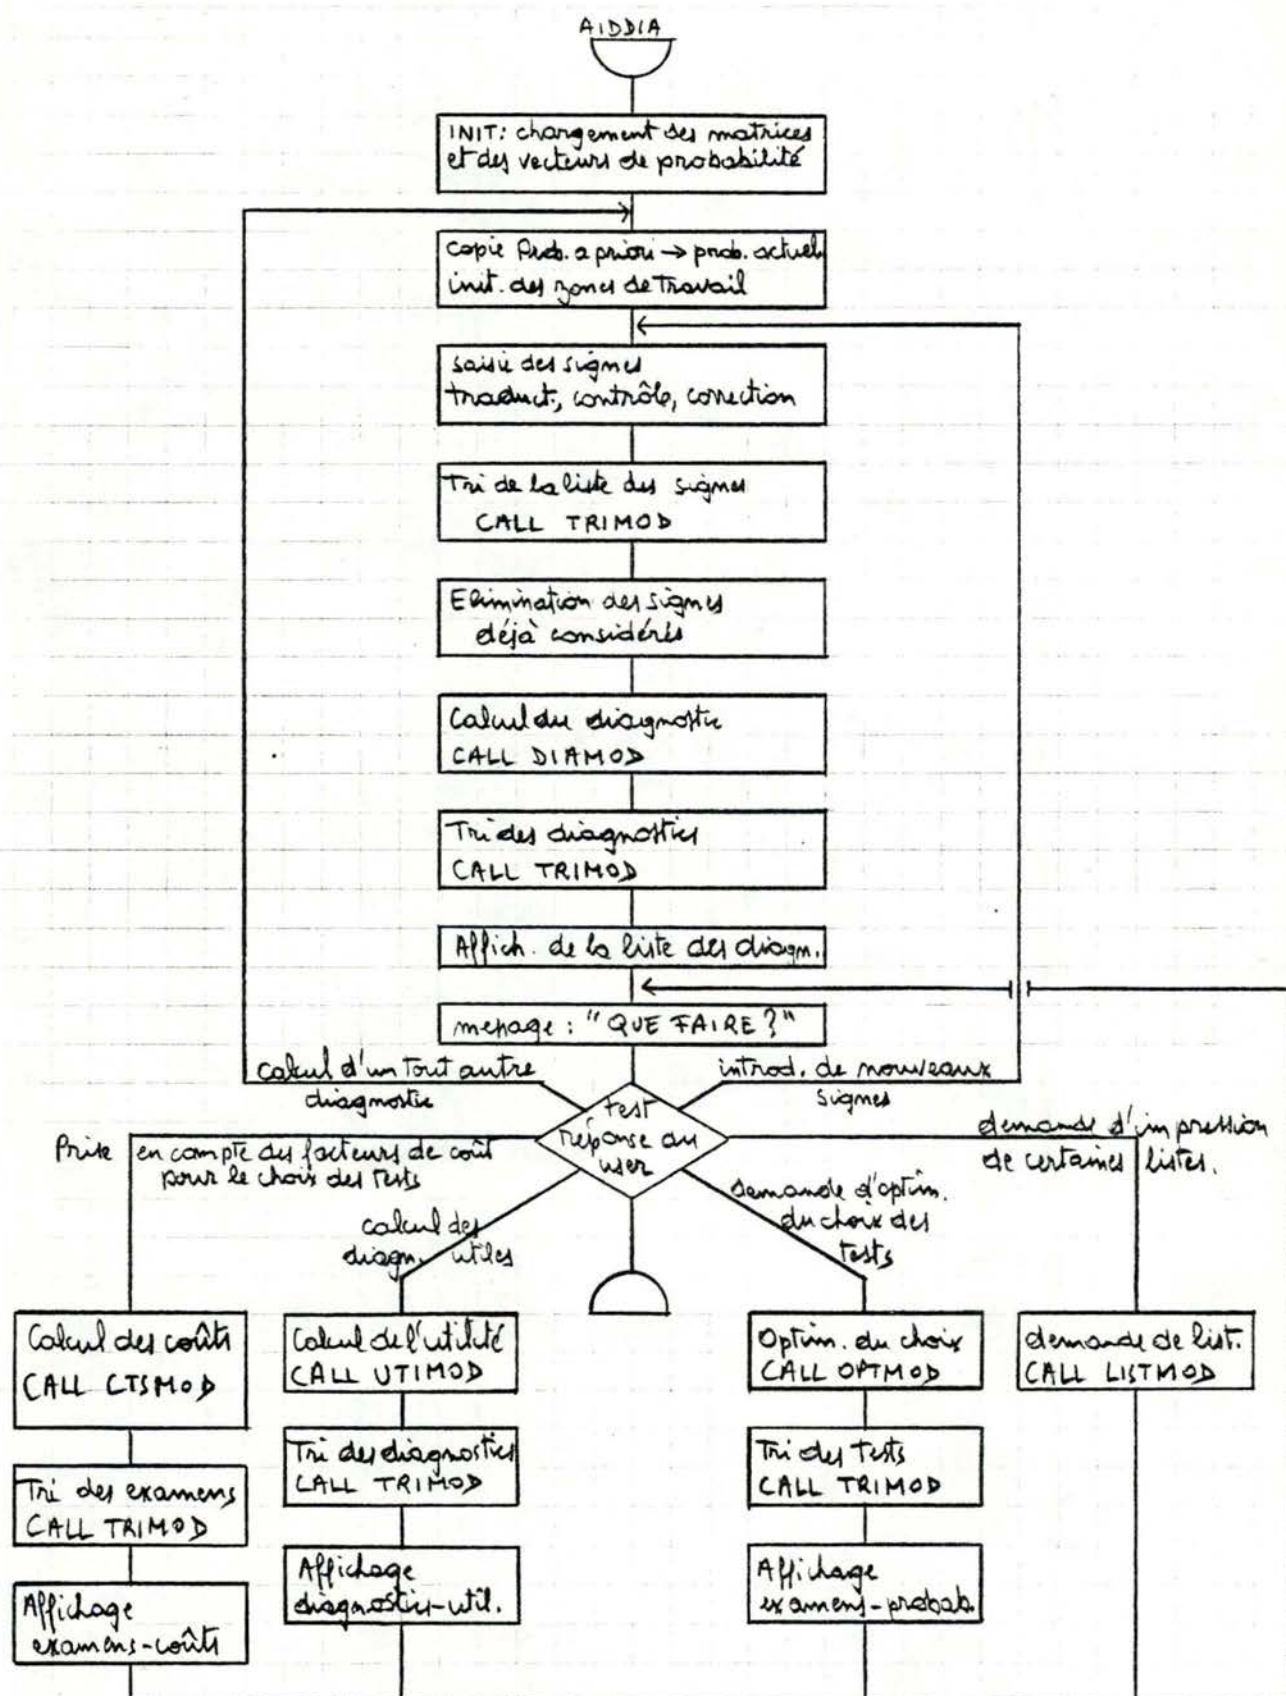 AIDDIA
INIT: chargement des matrices
et des vecteurs de probabilité
copie Prob. a priori → prob. actuel.
init. des zones de travail
saisie des signes
traduct., contrôle, correction
Tri de la liste des signes
CALL TRIMOD
Elimination des signes
déjà considérés
Calcul du diagnostic
CALL DIAMOD
Tri des diagnostics
CALL TRIMOD
Affich. de la liste des diagn.
message : "QUE FAIRE ?"
calcul d'un tout autre
diagnostic
introd. de nouveaux
signes
test
réponse du
user
Prise en compte des facteurs de coût
pour le choix des tests
demande d'impression
de certaines listes.
calcul des
diagn. utiles
demande d'optim.
du choix des
tests
Calcul des coûts
CALL CTSMOD
Calcul de l'utilité
CALL UTIMOD
Optim. du choix
CALL OPTMOD
demande de list.
CALL LISTMOD
Tri des examens
CALL TRIMOD
Tri des diagnostics
CALL TRIMOD
Tri des tests
CALL TRIMOD
Affichage
examens-coûts
Affichage
diagnostics-util.
Affichage
examens-probab.